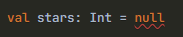 val stars: Int = null